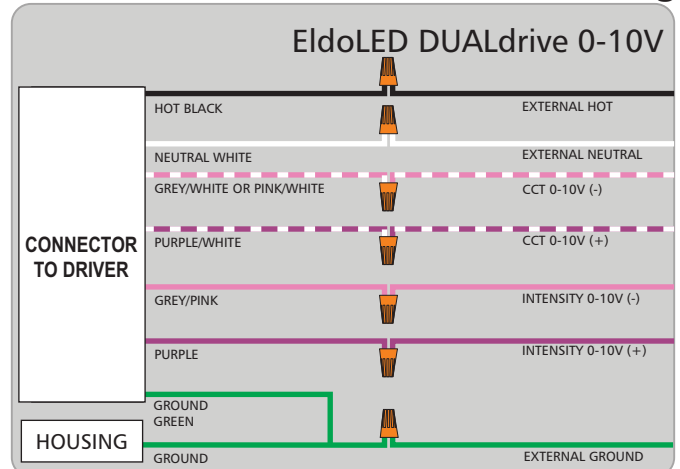 EldoLED DUALdrive 0-10V
HOT BLACK
EXTERNAL HOT
NEUTRAL WHITE
EXTERNAL NEUTRAL
GREY/WHITE OR PINK/WHITE
CCT 0-10V (-)
CONNECTOR
TO DRIVER
PURPLE/WHITE
CCT 0-10V (+)
GREY/PINK
INTENSITY 0-10V (-)
PURPLE
INTENSITY 0-10V (+)
GROUND
GREEN
HOUSING
GROUND
EXTERNAL GROUND